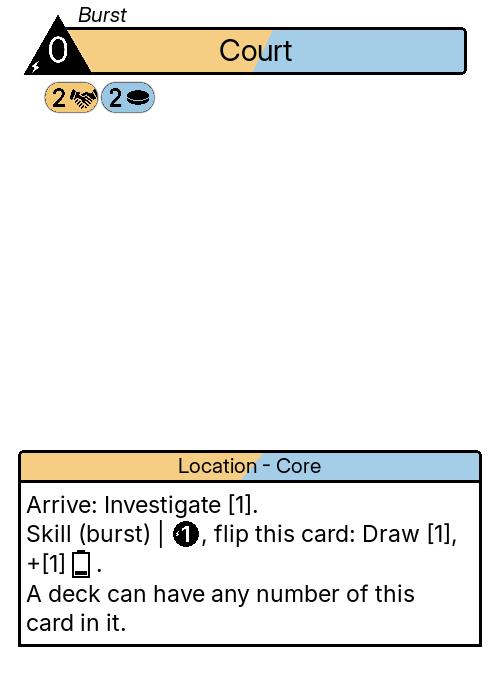 Burst
0
Court
2 2
Location - Core
Arrive: Investigate [1].
Skill (burst) | 1, flip this card: Draw [1],
+[1] .
A deck can have any number of this
card in it.